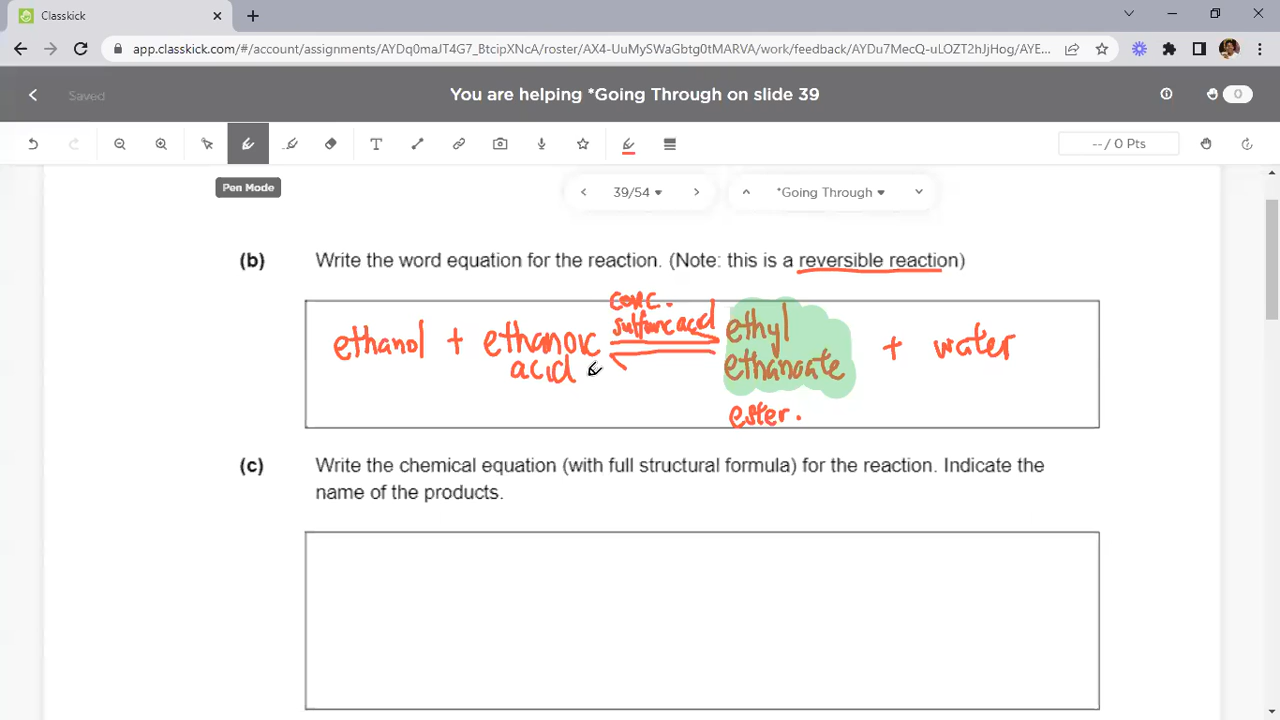 Classkick
app.classkick.com/#/account/assignments/AYDq0maJT4G7_BtcipXNcA/roster/AX4-UuMySWaGbtg0tMARVA/work/feedback/AYDu7MecQ-uLOZT2hJjHog/AYE...
Saved
You are helping *Going Through on slide 39
0
T
--/ 0 Pts
Pen Mode
39/54
*Going Through
(b) Write the word equation for the reaction. (Note: this is a reversible reaction)
conc.
sulfuric acid
ethanol + ethanoic ⇌ ethyl + water
acid ethanoate
ester.
(c) Write the chemical equation (with full structural formula) for the reaction. Indicate the
name of the products.